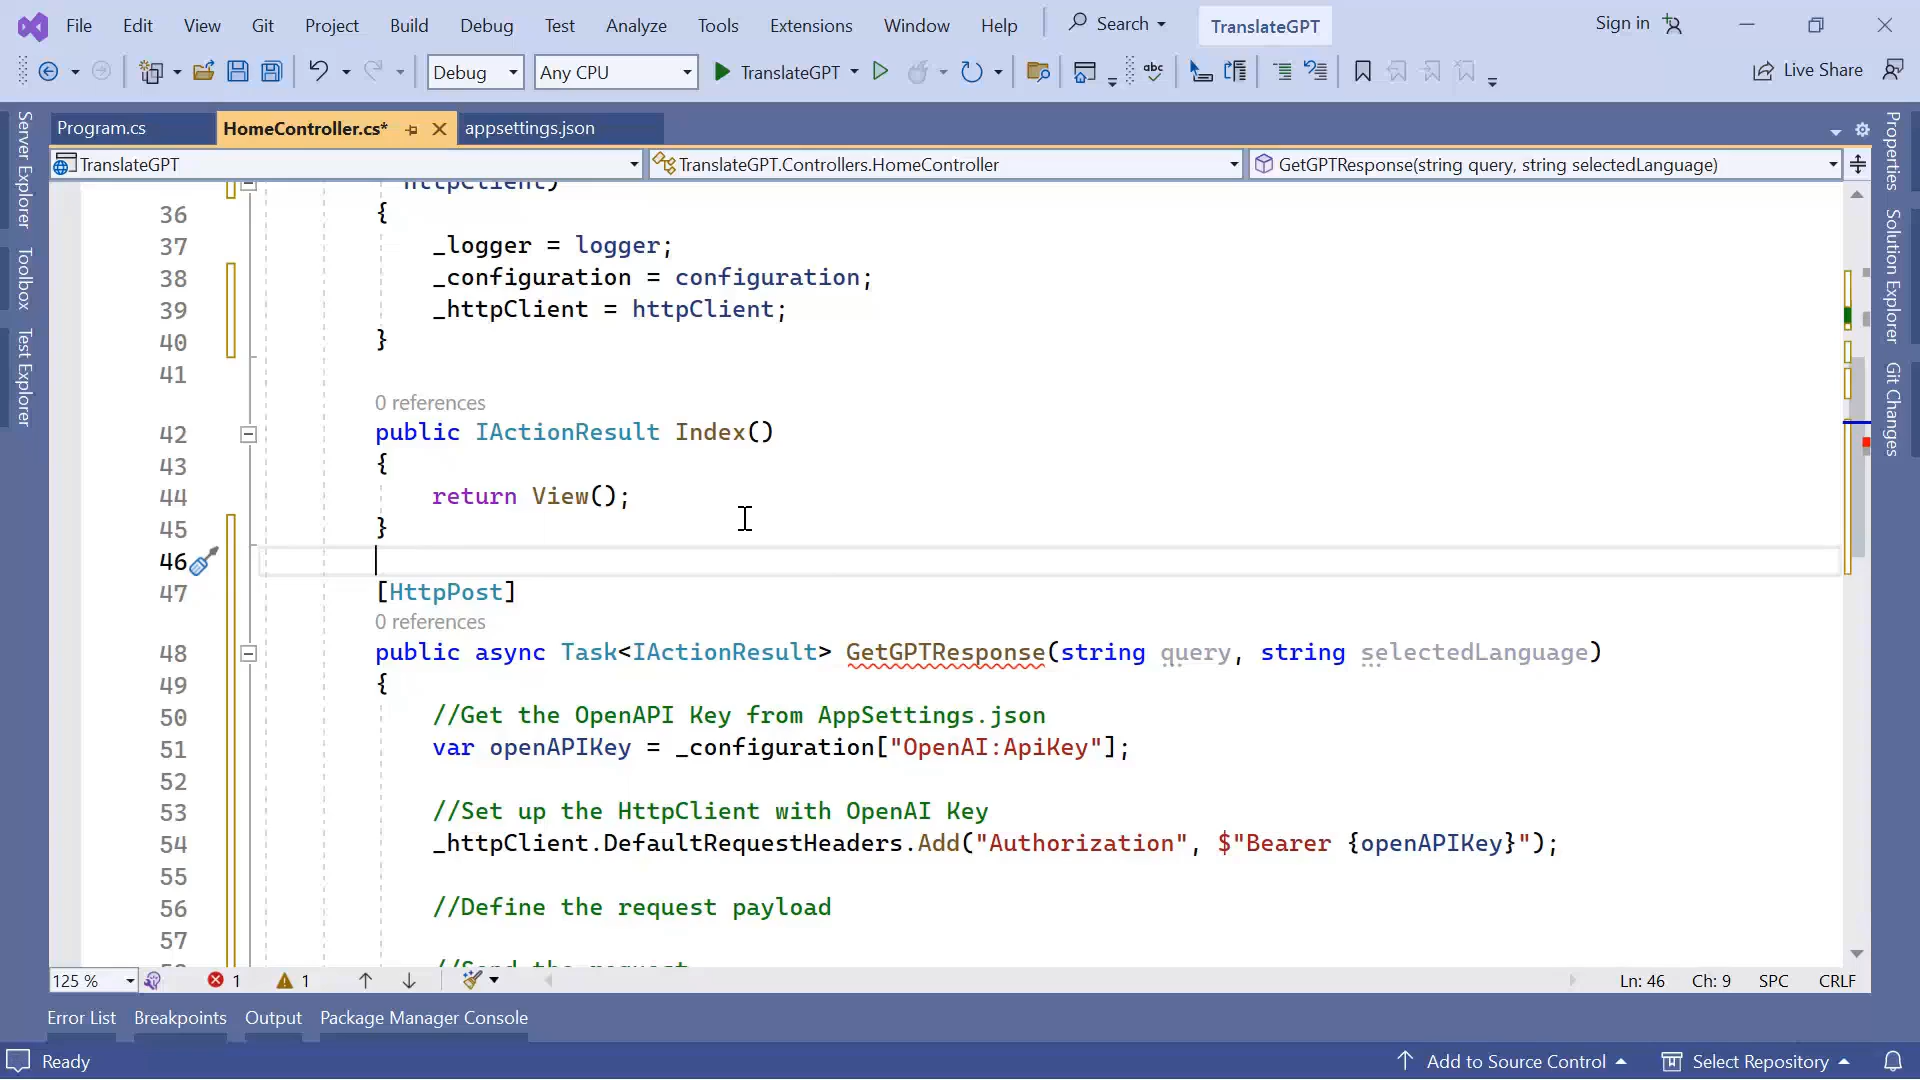 File Edit View Git Project Build Debug Test Analyze Tools Extensions Window Help Search TranslateGPT Sign in
Debug Any CPU TranslateGPT Live Share
Program.cs HomeController.cs* appsettings.json
TranslateGPT TranslateGPT.Controllers.HomeController GetGPTResponse(string query, string selectedLanguage)
Server Explorer
Toolbox
Test Explorer
Properties
Solution Explorer
Git Changes
httpClient)
36 {
37 _logger = logger;
38 _configuration = configuration;
39 _httpClient = httpClient;
40 }
41
0 references
42 public IActionResult Index()
43 {
44 return View();
45 }
46
47 [HttpPost]
0 references
48 public async Task<IActionResult> GetGPTResponse(string query, string selectedLanguage)
49 {
50 //Get the OpenAPI Key from AppSettings.json
51 var openAPIKey = _configuration["OpenAI:ApiKey"];
52
53 //Set up the HttpClient with OpenAI Key
54 _httpClient.DefaultRequestHeaders.Add("Authorization", $"Bearer {openAPIKey}");
55
56 //Define the request payload
57
//Send the request
125 % 1 1 Ln: 46 Ch: 9 SPC CRLF
Error List Breakpoints Output Package Manager Console
Ready Add to Source Control Select Repository